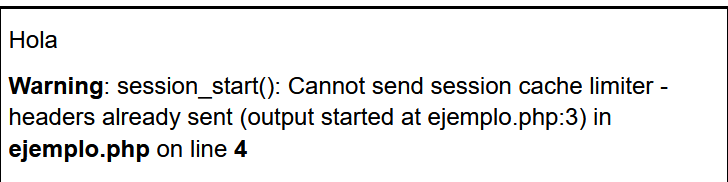 Hola
Warning: session_start(): Cannot send session cache limiter -
headers already sent (output started at ejemplo.php:3) in
ejemplo.php on line 4